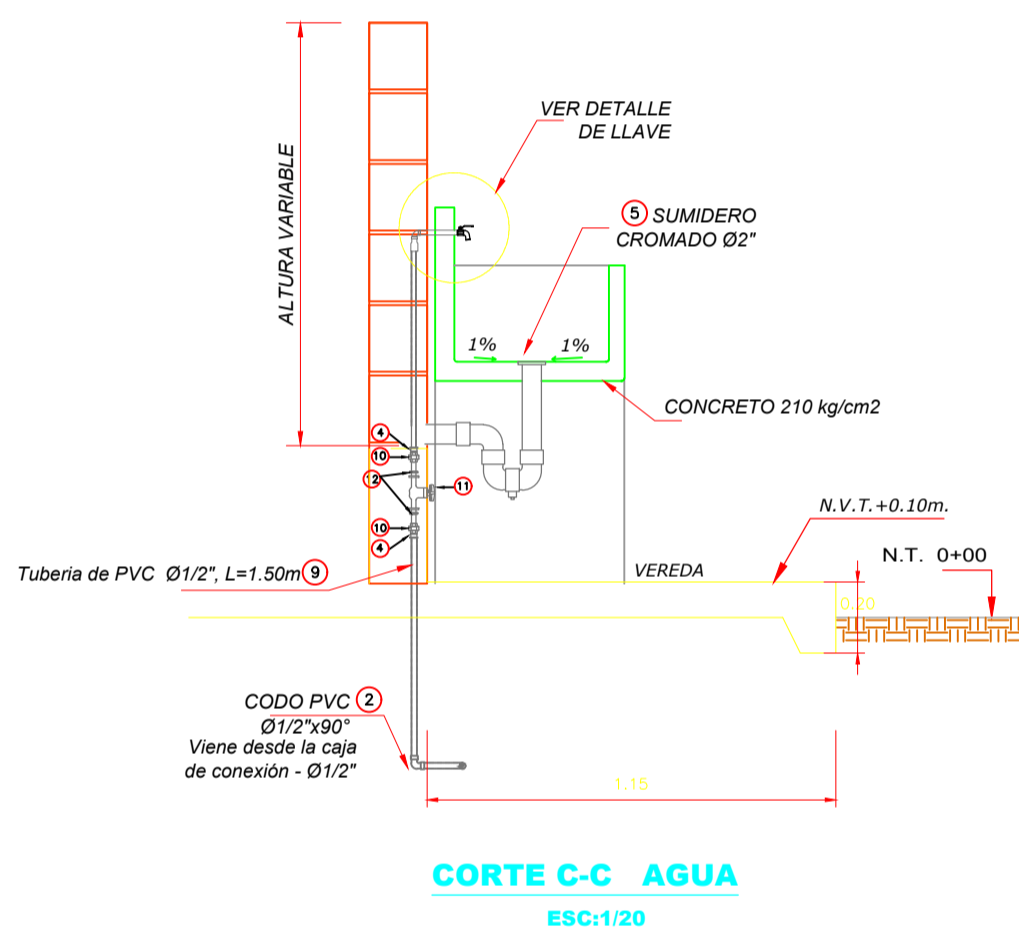 VER DETALLE
DE LLAVE
ALTURA VARIABLE
5 SUMIDERO
CROMADO Ø2"
1% 1%
CONCRETO 210 kg/cm2
4
10
12
11
10
4
N.V.T.+0.10m.
N.T. 0+00
VEREDA
Tuberia de PVC Ø1/2", L=1.50m 9
0.20
CODO PVC 2
Ø1/2"x90°
Viene desde la caja
de conexión - Ø1/2"
1.15
CORTE C-C AGUA
ESC:1/20